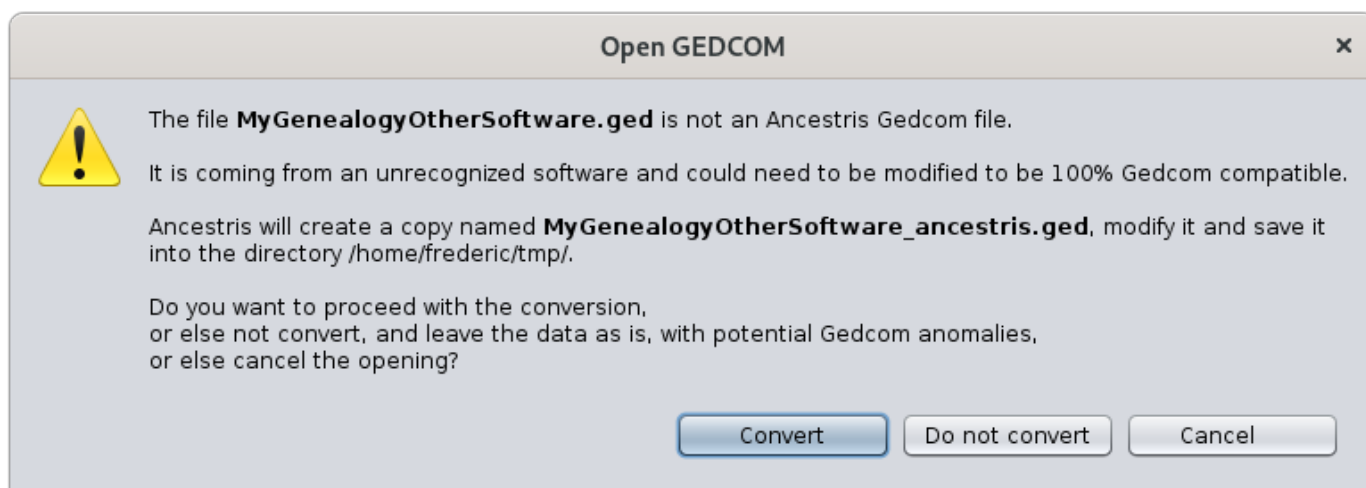 Open GEDCOM
The file MyGenealogyOtherSoftware.ged is not an Ancestris Gedcom file.
It is coming from an unrecognized software and could need to be modified to be 100% Gedcom compatible.
Ancestris will create a copy named MyGenealogyOtherSoftware_ancestris.ged, modify it and save it
into the directory /home/frederic/tmp/.
Do you want to proceed with the conversion,
or else not convert, and leave the data as is, with potential Gedcom anomalies,
or else cancel the opening?
Convert
Do not convert
Cancel